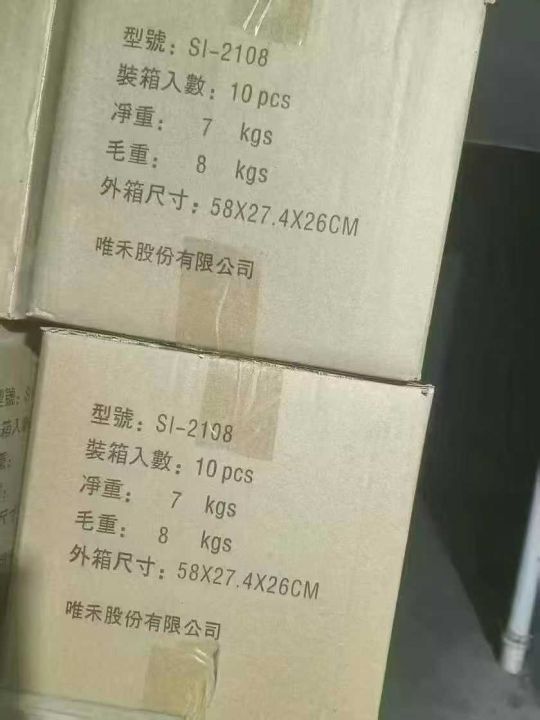 型號：SI-2108
裝箱入數：10 pcs
凈重： 7 kgs
毛重： 8 kgs
外箱尺寸：58X27.4X26CM
唯禾股份有限公司
型號：SI-2108
裝箱入數：10 pcs
凈重： 7 kgs
毛重： 8 kgs
外箱尺寸：58X27.4X26CM
唯禾股份有限公司